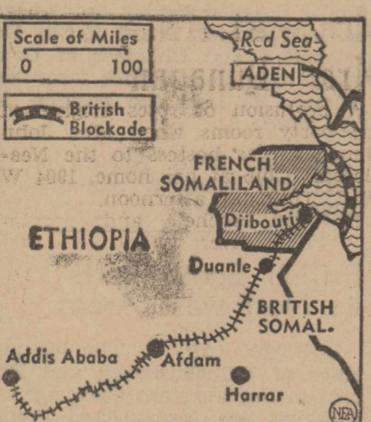 Scale of Miles
0 100
British
Blockade
Red Sea
ADEN
FRENCH
SOMALILAND
Djibouti
ETHIOPIA
Duanle
BRITISH
SOMAL.
Addis Ababa
Afdam
Harrar
NEA